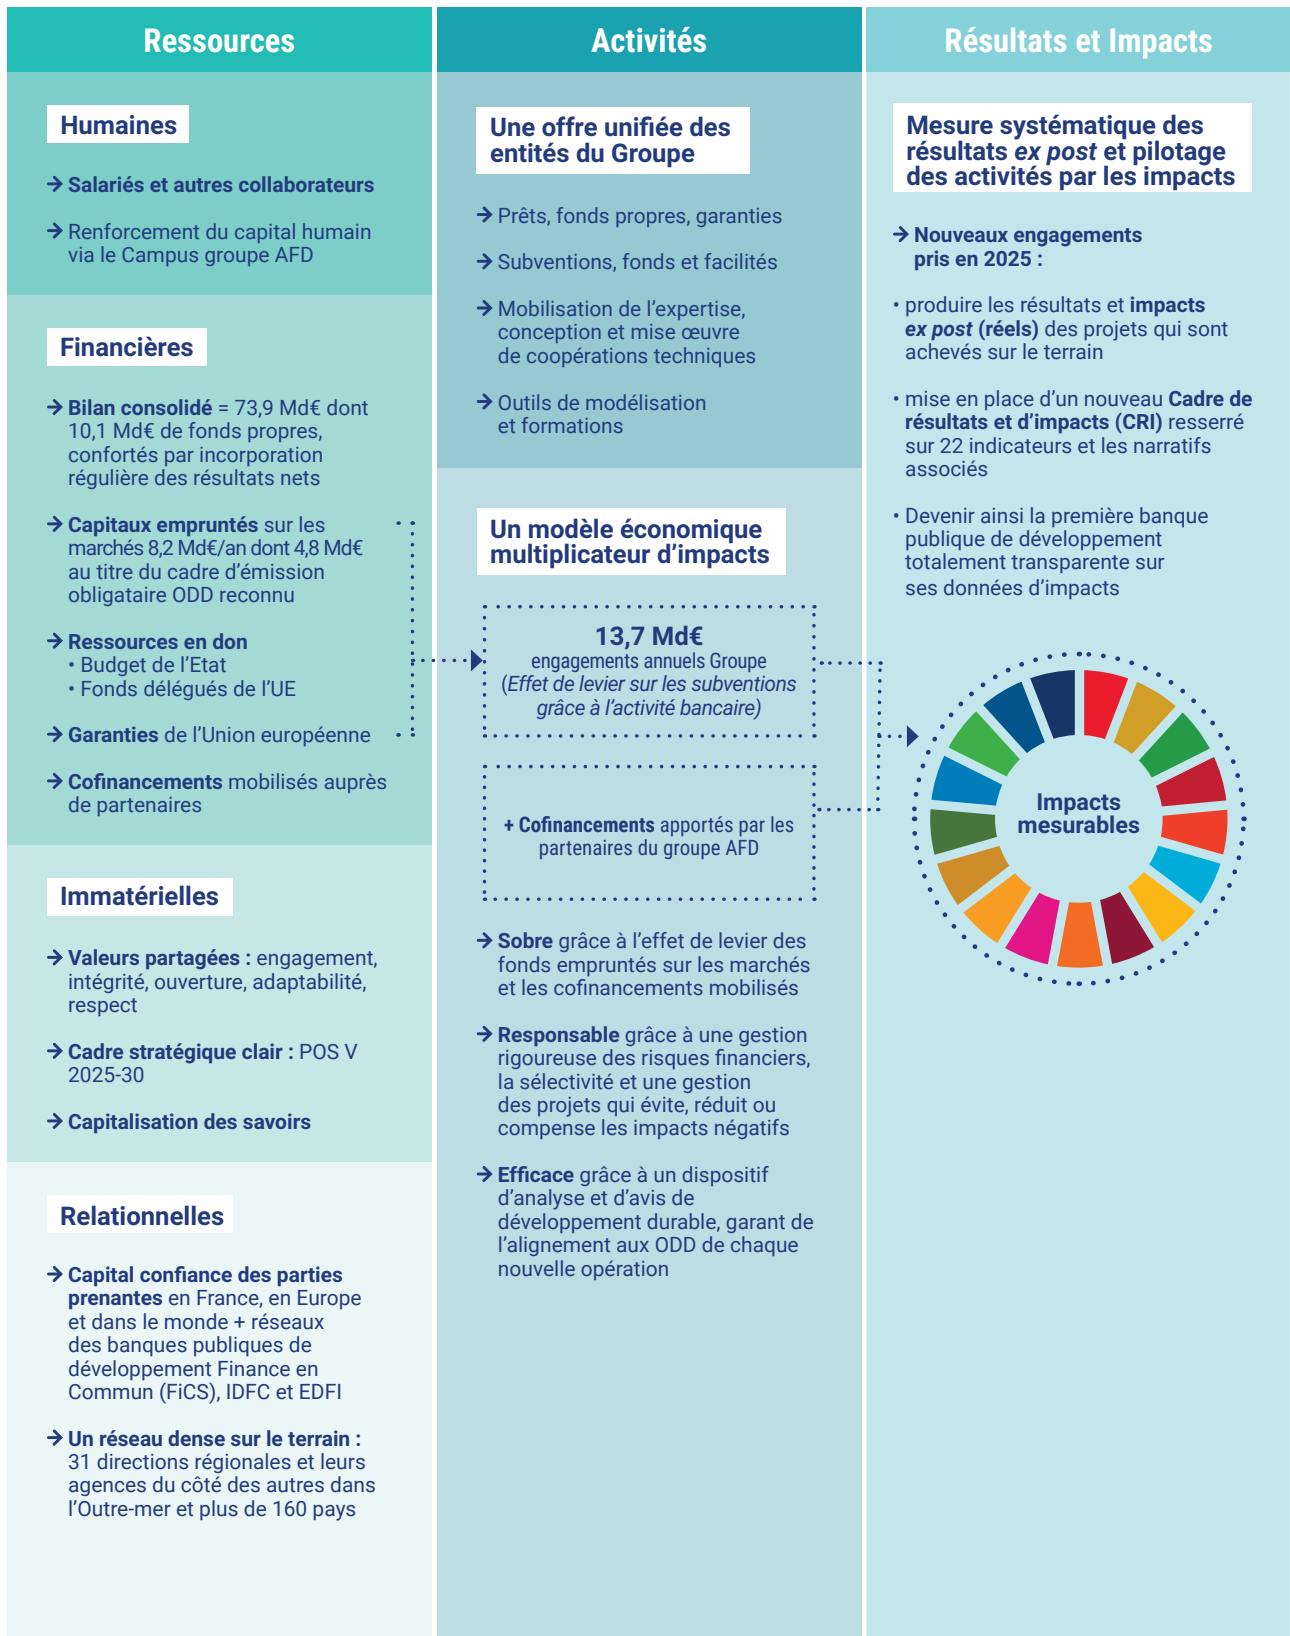 Ressources
Humaines
→ Salariés et autres collaborateurs
→ Renforcement du capital humain
via le Campus groupe AFD
Financières
→ Bilan consolidé = 73,9 Md€ dont
10,1 Md€ de fonds propres,
confortés par incorporation
régulière des résultats nets
→ Capitaux empruntés sur les
marchés 8,2 Md€/an dont 4,8 Md€
au titre du cadre d’émission
obligataire ODD reconnu
→ Ressources en don
• Budget de l’Etat
• Fonds délégués de l’UE
→ Garanties de l’Union européenne
→ Cofinancements mobilisés auprès
de partenaires
Immatérielles
→ Valeurs partagées : engagement,
intégrité, ouverture, adaptabilité,
respect
→ Cadre stratégique clair : POS V
2025-30
→ Capitalisation des savoirs
Relationnelles
→ Capital confiance des parties
prenantes en France, en Europe
et dans le monde + réseaux
des banques publiques de
développement Finance en
Commun (FiCS), IDFC et EDFI
→ Un réseau dense sur le terrain :
31 directions régionales et leurs
agences du côté des autres dans
l’Outre-mer et plus de 160 pays
Activités
Une offre unifiée des
entités du Groupe
→ Prêts, fonds propres, garanties
→ Subventions, fonds et facilités
→ Mobilisation de l’expertise,
conception et mise œuvre
de coopérations techniques
→ Outils de modélisation
et formations
Un modèle économique
multiplicateur d’impacts
13,7 Md€
engagements annuels Groupe
(Effet de levier sur les subventions
grâce à l’activité bancaire)
+ Cofinancements apportés par les
partenaires du groupe AFD
→ Sobre grâce à l’effet de levier des
fonds empruntés sur les marchés
et les cofinancements mobilisés
→ Responsable grâce à une gestion
rigoureuse des risques financiers,
la sélectivité et une gestion
des projets qui évite, réduit ou
compense les impacts négatifs
→ Efficace grâce à un dispositif
d’analyse et d’avis de
développement durable, garant de
l’alignement aux ODD de chaque
nouvelle opération
Résultats et Impacts
Mesure systématique des
résultats ex post et pilotage
des activités par les impacts
→ Nouveaux engagements
pris en 2025 :
• produire les résultats et impacts
ex post (réels) des projets qui sont
achevés sur le terrain
• mise en place d’un nouveau Cadre de
résultats et d’impacts (CRI) resserré
sur 22 indicateurs et les narratifs
associés
• Devenir ainsi la première banque
publique de développement
totalement transparente sur
ses données d’impacts
Impacts
mesurables